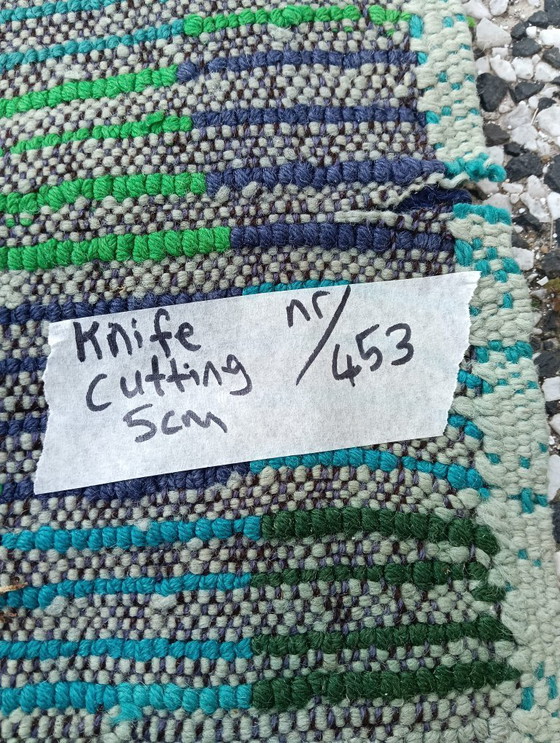 Knife
cutting
5cm
nr/453